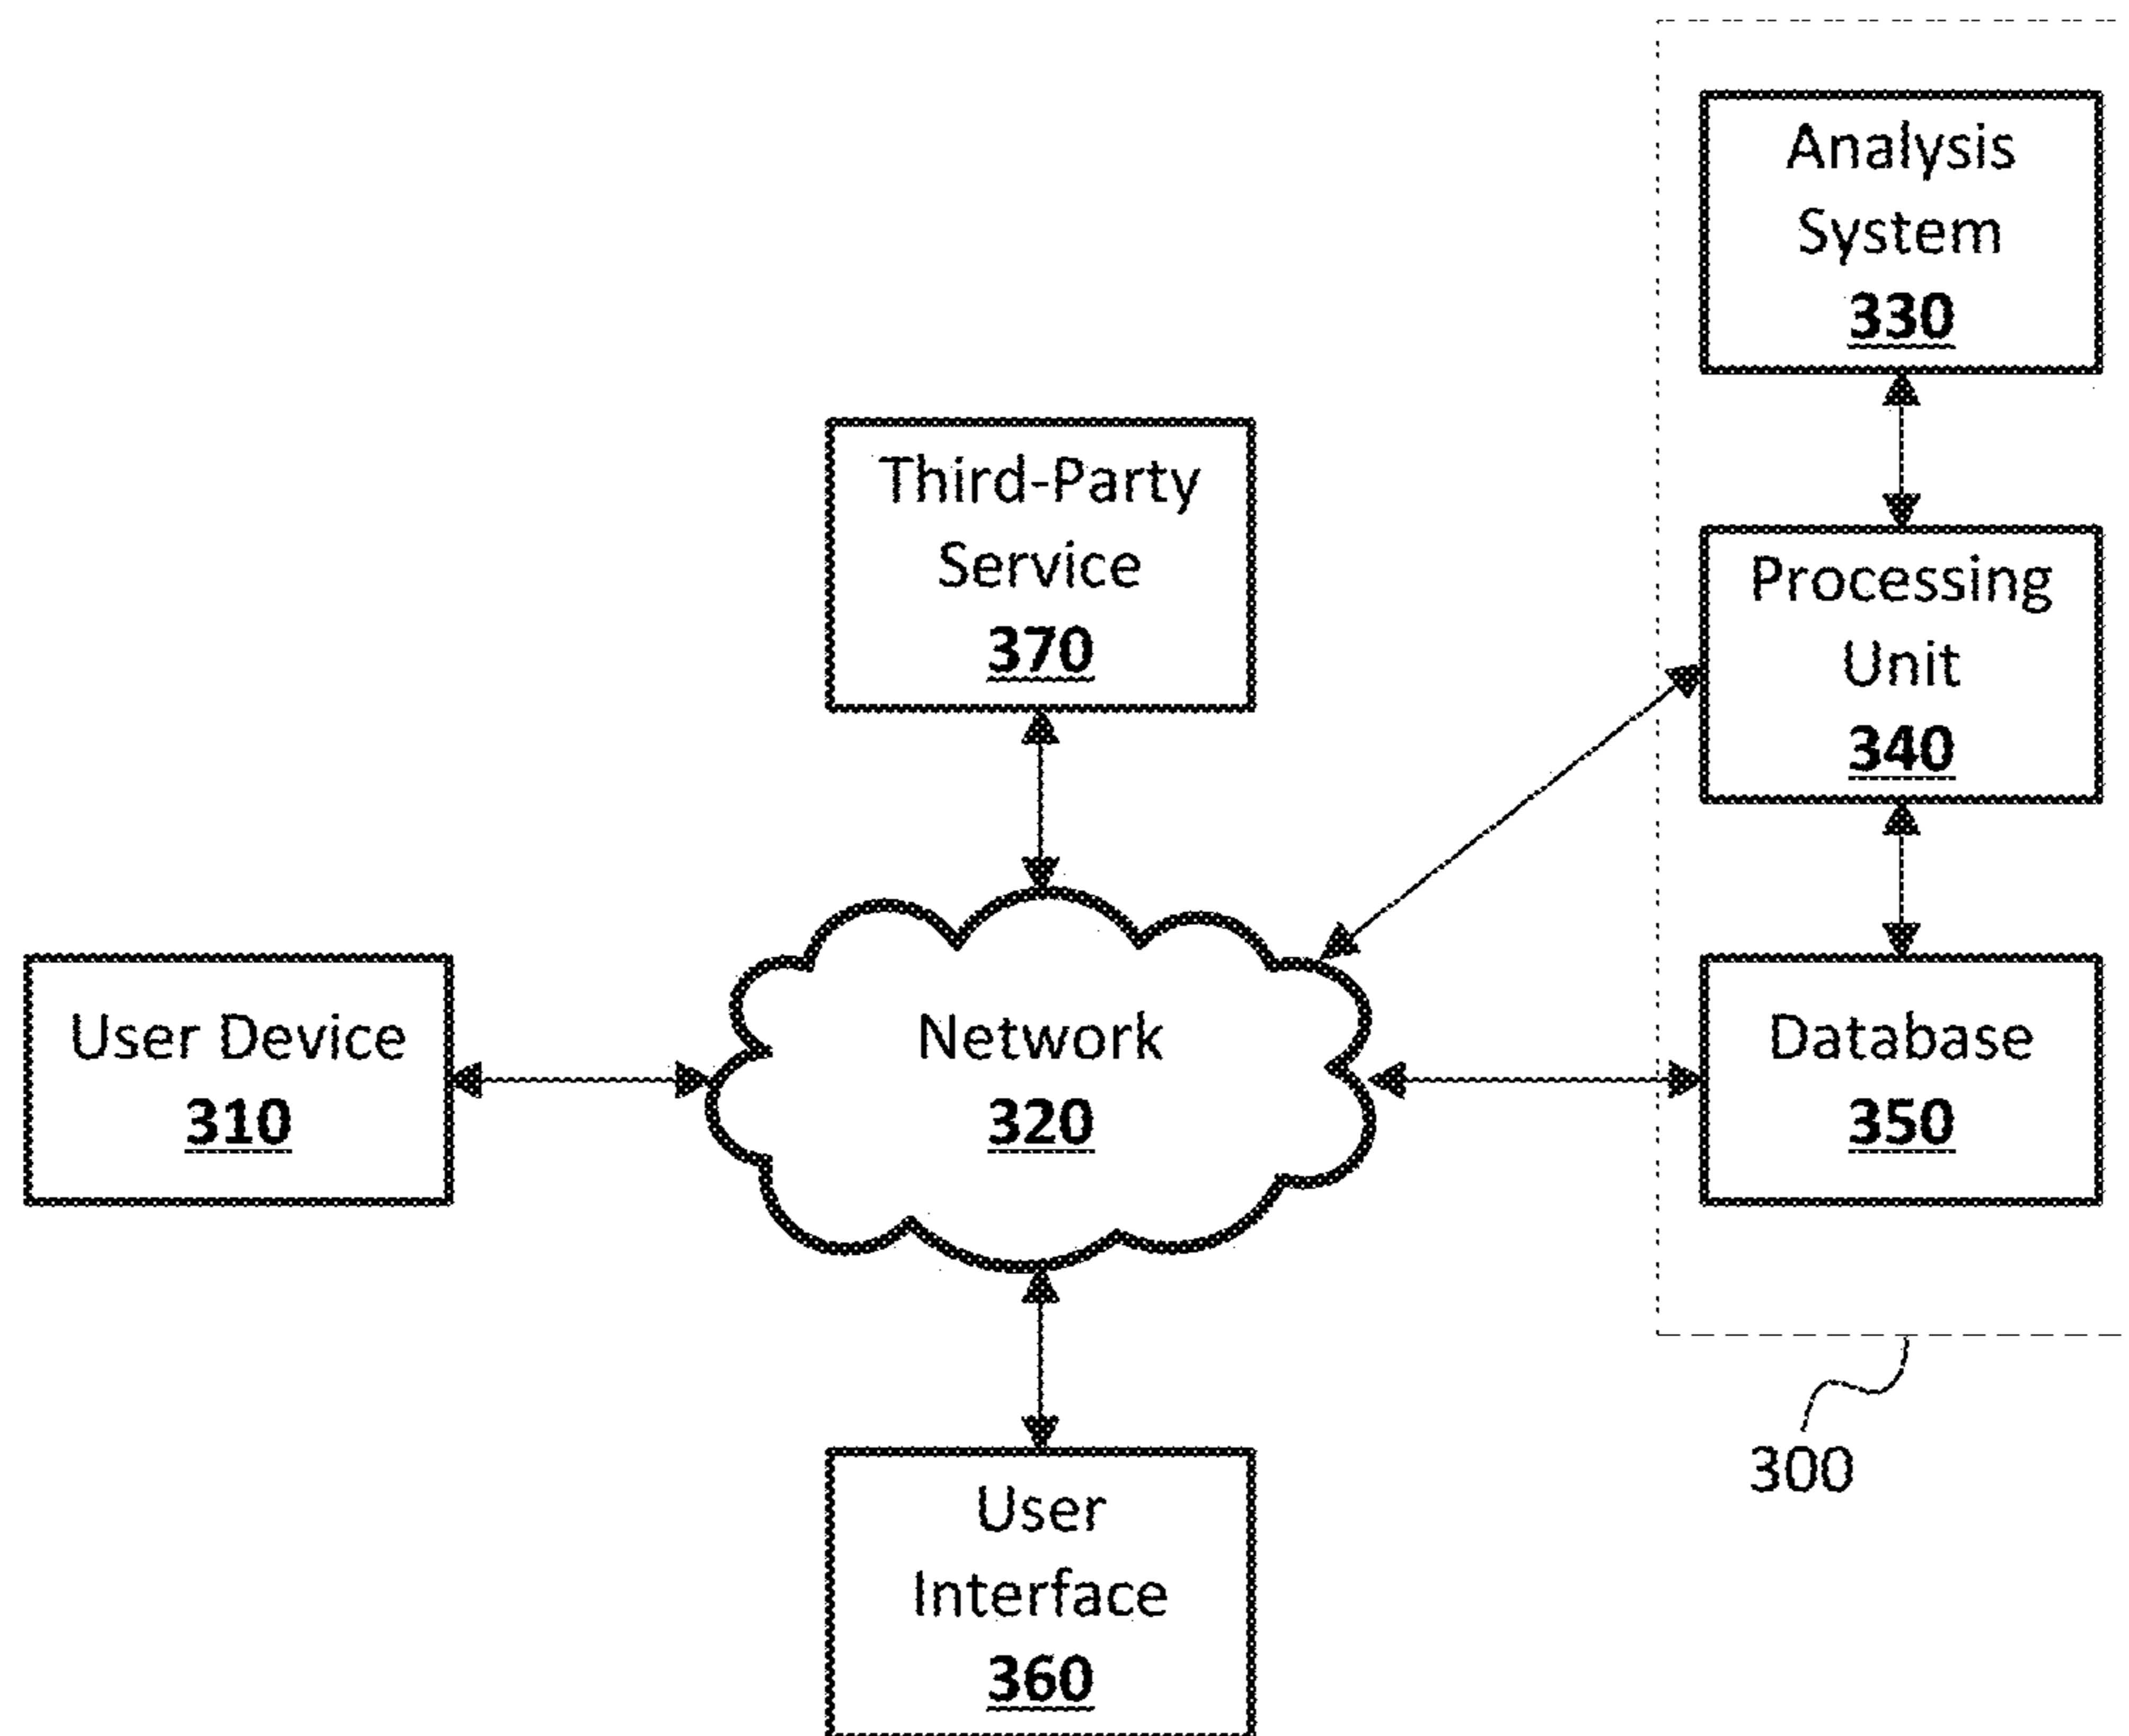 Analysis
System
330
Third-Party
Service
370
Processing
Unit
340
User Device
310
Network
320
Database
350
300
User
Interface
360